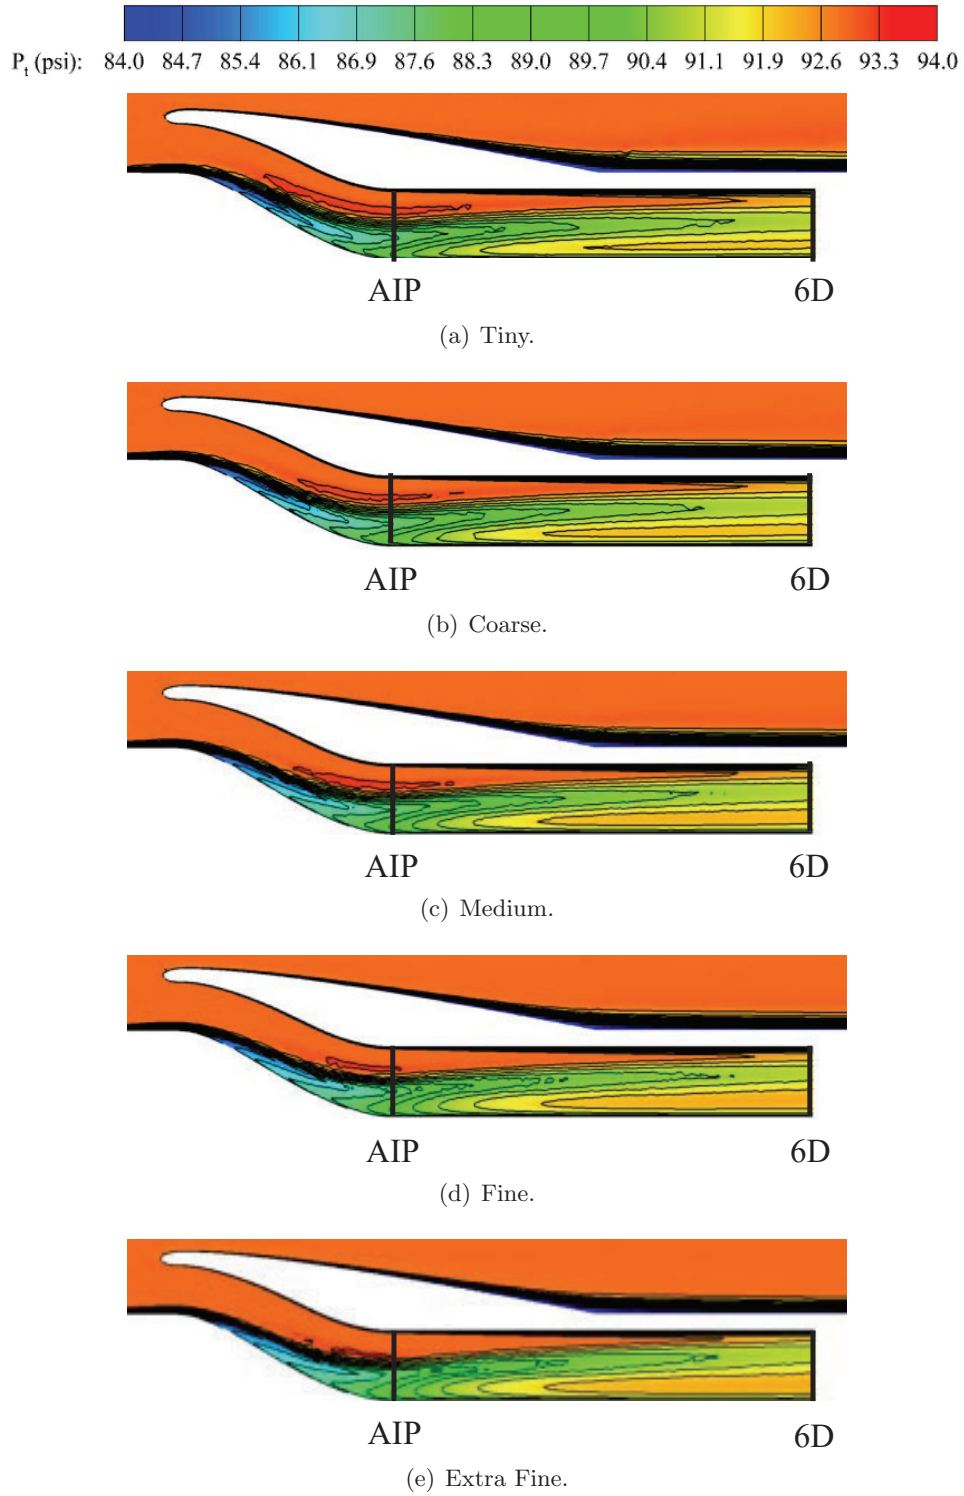 P_t (psi): 84.0 84.7 85.4 86.1 86.9 87.6 88.3 89.0 89.7 90.4 91.1 91.9 92.6 93.3 94.0
AIP 6D
(a) Tiny.
AIP 6D
(b) Coarse.
AIP 6D
(c) Medium.
AIP 6D
(d) Fine.
AIP 6D
(e) Extra Fine.